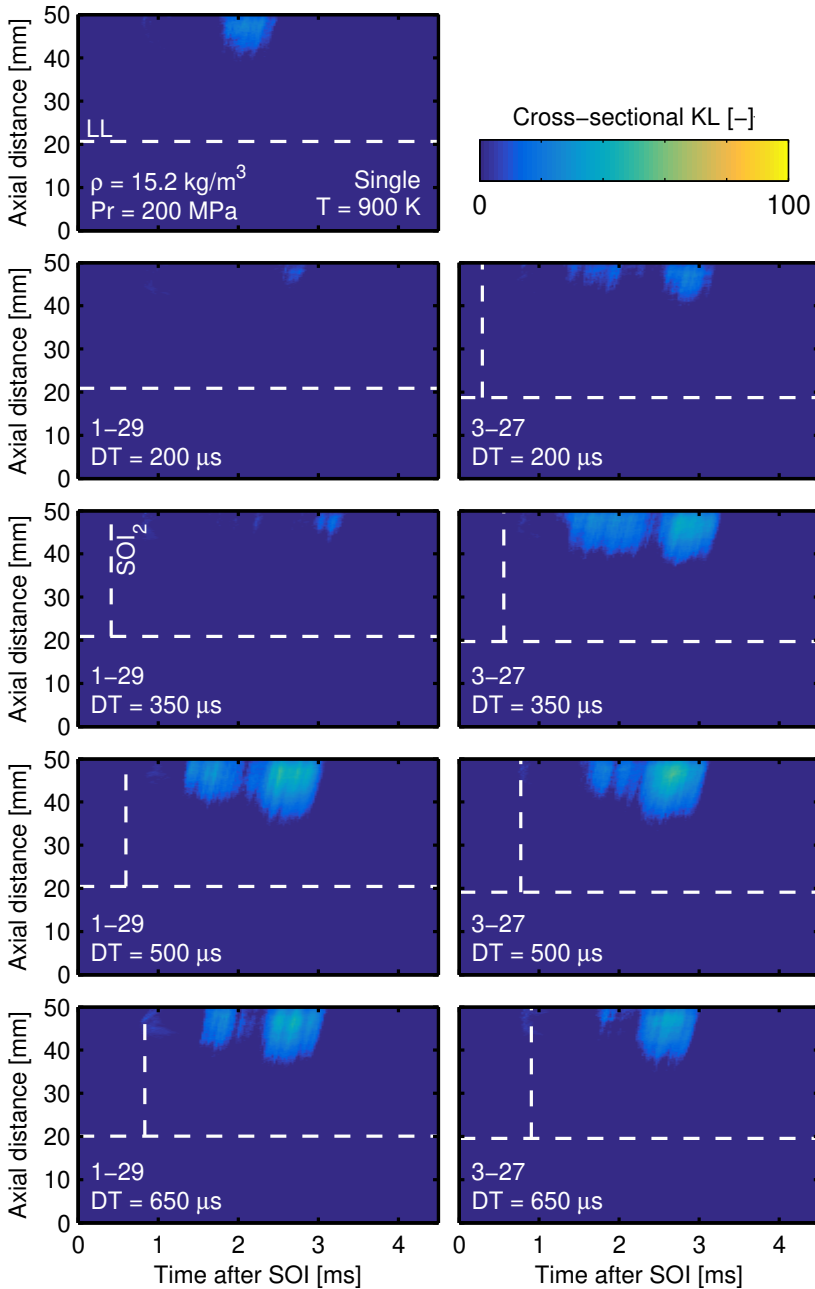 50
40
30
20
10
0
Axial distance [mm]
LL
ρ = 15.2 kg/m³
Pr = 200 MPa
Single
T = 900 K
Cross−sectional KL [−]
0
100
50
40
30
20
10
0
Axial distance [mm]
1−29
DT = 200 μs
3−27
DT = 200 μs
50
40
30
20
10
0
Axial distance [mm]
SOI₂
1−29
DT = 350 μs
3−27
DT = 350 μs
50
40
30
20
10
0
Axial distance [mm]
1−29
DT = 500 μs
3−27
DT = 500 μs
50
40
30
20
10
0
Axial distance [mm]
1−29
DT = 650 μs
3−27
DT = 650 μs
0 1 2 3 4
Time after SOI [ms]
0 1 2 3 4
Time after SOI [ms]